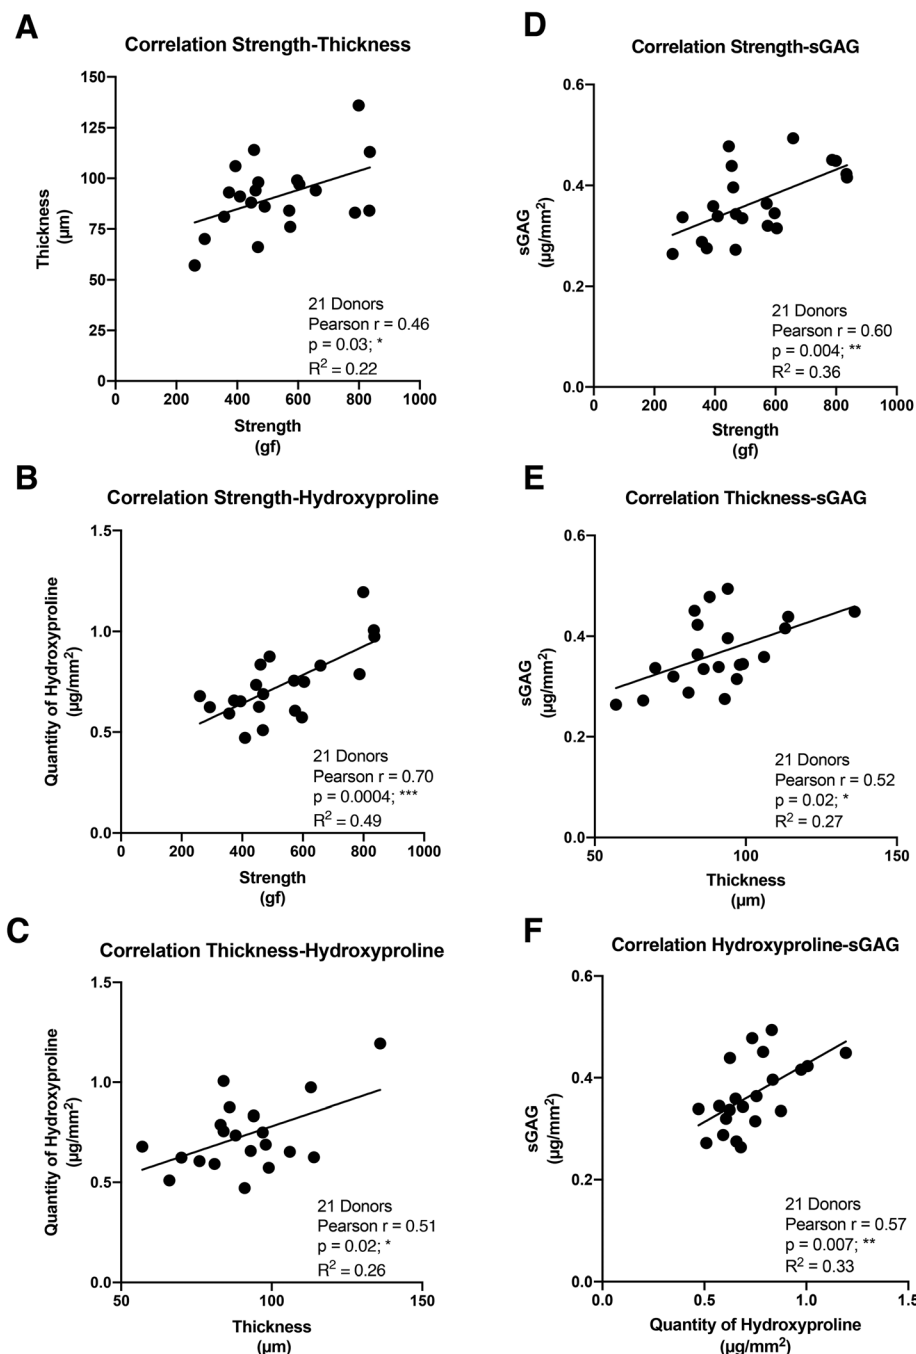 A
Correlation Strength-Thickness
Thickness
(µm)
150
125
100
75
50
25
0
0 200 400 600 800 1000
Strength
(gf)
21 Donors
Pearson r = 0.46
p = 0.03; *
R² = 0.22
B
Correlation Strength-Hydroxyproline
Quantity of Hydroxyproline
(µg/mm²)
1.5
1.0
0.5
0.0
0 200 400 600 800 1000
Strength
(gf)
21 Donors
Pearson r = 0.70
p = 0.0004; ***
R² = 0.49
C
Correlation Thickness-Hydroxyproline
Quantity of Hydroxyproline
(µg/mm²)
1.5
1.0
0.5
0.0
50 100 150
Thickness
(µm)
21 Donors
Pearson r = 0.51
p = 0.02; *
R² = 0.26
D
Correlation Strength-sGAG
sGAG
(µg/mm²)
0.6
0.4
0.2
0.0
0 200 400 600 800 1000
Strength
(gf)
21 Donors
Pearson r = 0.60
p = 0.004; **
R² = 0.36
E
Correlation Thickness-sGAG
sGAG
(µg/mm²)
0.6
0.4
0.2
0.0
50 100 150
Thickness
(µm)
21 Donors
Pearson r = 0.52
p = 0.02; *
R² = 0.27
F
Correlation Hydroxyproline-sGAG
sGAG
(µg/mm²)
0.6
0.4
0.2
0.0
0.0 0.5 1.0 1.5
Quantity of Hydroxyproline
(µg/mm²)
21 Donors
Pearson r = 0.57
p = 0.007; **
R² = 0.33